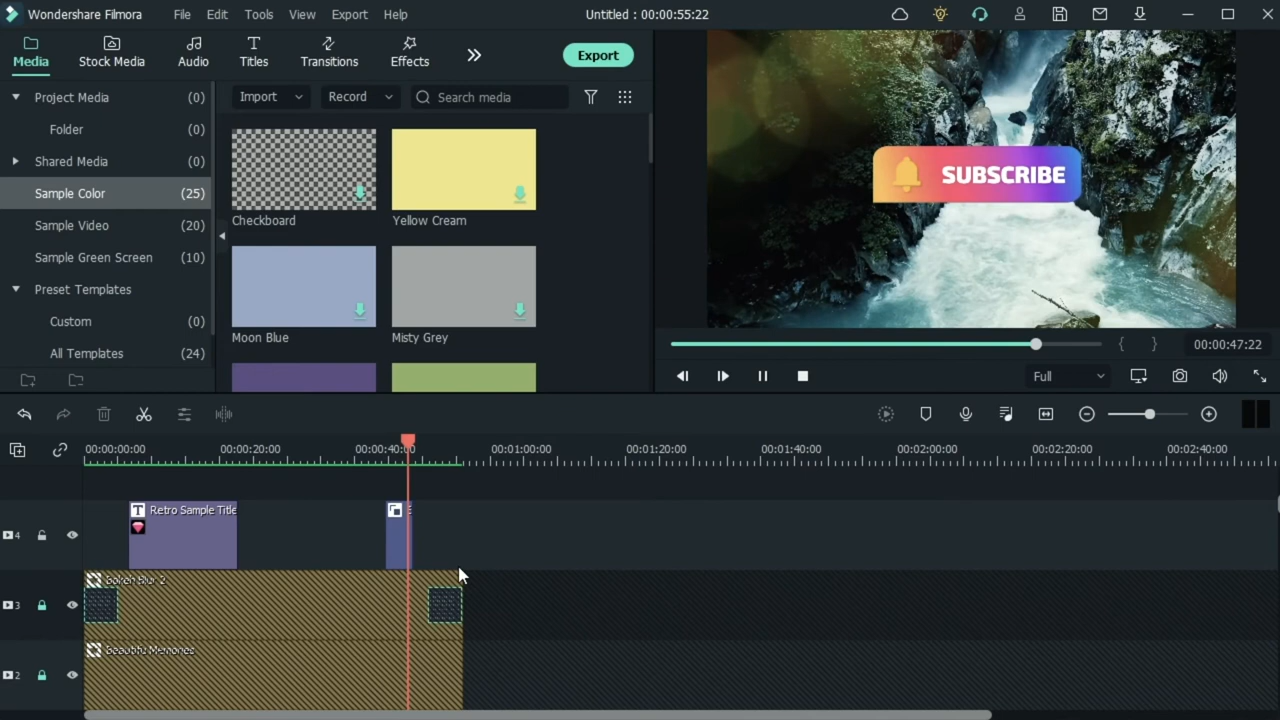 Wondershare Filmora File Edit Tools View Export Help Untitled : 00:00:55:22
Media Stock Media Audio Titles Transitions Effects Export
Project Media (0)
Folder (0)
Shared Media (0)
Sample Color (25)
Sample Video (20)
Sample Green Screen (10)
Preset Templates
Custom (0)
All Templates (24)
Import Record Search media
Checkboard Yellow Cream
Moon Blue Misty Grey
SUBSCRIBE
{ } 00:00:47:22
Full
00:00:00:00 00:00:20:00 00:00:40:00 00:01:00:00 00:01:20:00 00:01:40:00 00:02:00:00 00:02:20:00 00:02:40:00
4 T Retro Sample Title
3 Bokeh Blur 2
2 Beautiful Memories